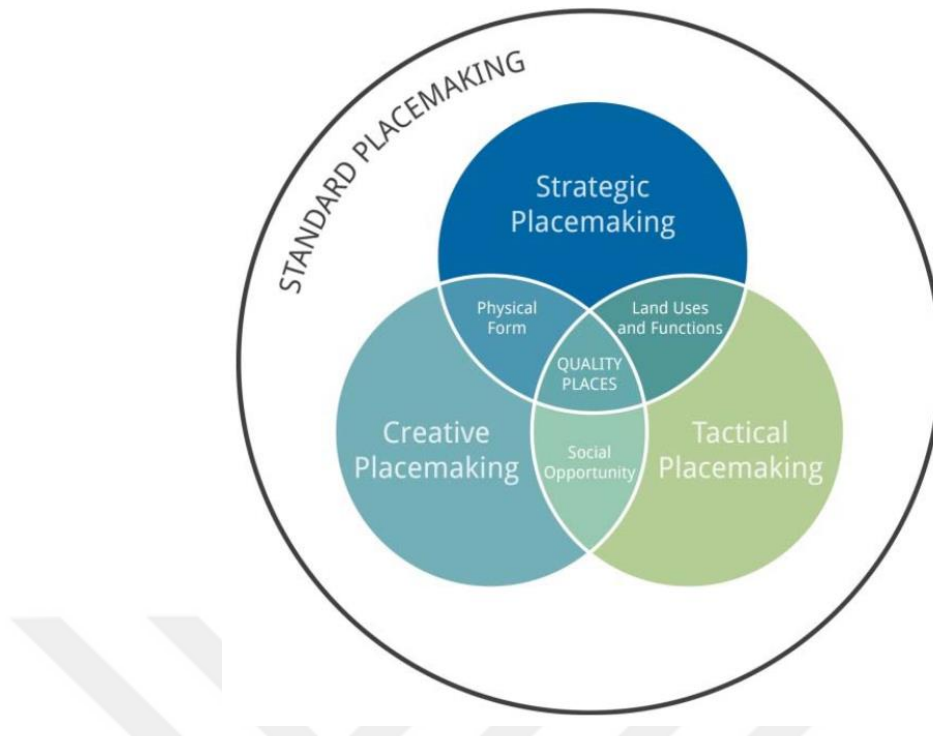 STANDARD PLACEMAKING
Strategic
Placemaking
Physical
Form
Land Uses
and Functions
QUALITY
PLACES
Creative
Placemaking
Social
Opportunity
Tactical
Placemaking